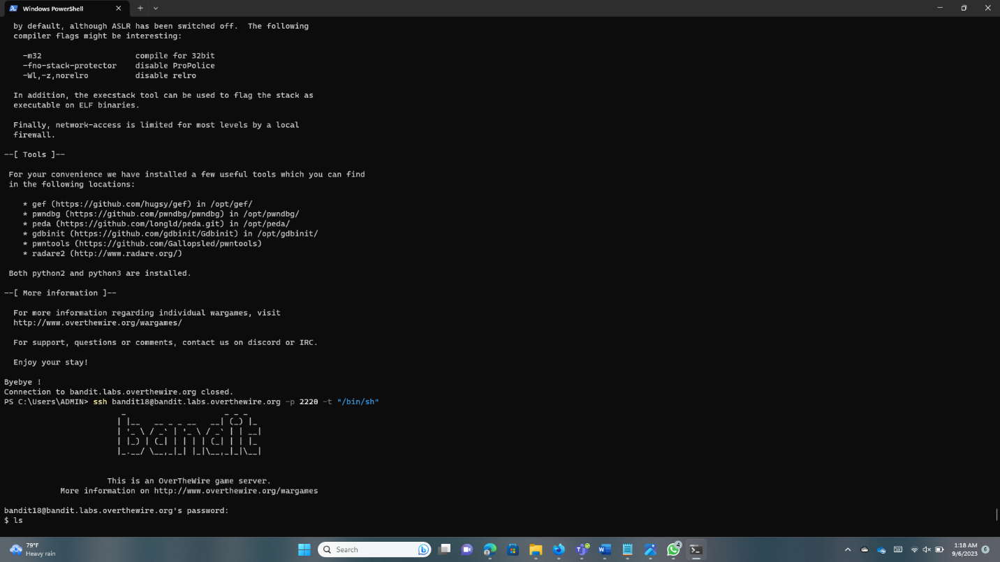 Windows PowerShell
by default, although ASLR has been switched off.  The following
compiler flags might be interesting:
-m32                    compile for 32bit
-fno-stack-protector    disable ProPolice
-Wl,-z,norelro          disable relro
In addition, the execstack tool can be used to flag the stack as
executable on ELF binaries.
Finally, network-access is limited for most levels by a local
firewall.
--[ Tools ]--
For your convenience we have installed a few useful tools which you can find
in the following locations:
* gef (https://github.com/hugsy/gef) in /opt/gef/
* pwndbg (https://github.com/pwndbg/pwndbg) in /opt/pwndbg/
* peda (https://github.com/longld/peda.git) in /opt/peda/
* gdbinit (https://github.com/gdbinit/Gdbinit) in /opt/gdbinit/
* pwntools (https://github.com/Gallopsled/pwntools)
* radare2 (http://www.radare.org/)
Both python2 and python3 are installed.
--[ More information ]--
For more information regarding individual wargames, visit
http://www.overthewire.org/wargames/
For support, questions or comments, contact us on discord or IRC.
Enjoy your stay!
Byebye !
Connection to bandit.labs.overthewire.org closed.
PS C:\Users\ADMIN> ssh bandit18@bandit.labs.overthewire.org -p 2220 -t "/bin/sh"
bandit
This is an OverTheWire game server.
More information on http://www.overthewire.org/wargames
bandit18@bandit.labs.overthewire.org's password:
$ ls
79°F
Heavy rain
Search
4
1:18 AM
9/6/2023
6